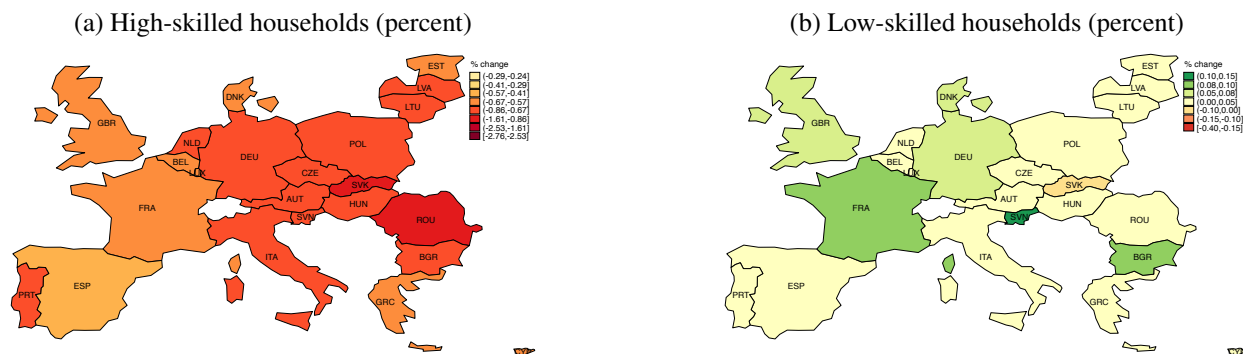 (a) High-skilled households (percent)
% change
(-0.29,-0.24]
(-0.41,-0.29]
(-0.57,-0.41]
(-0.67,-0.57]
(-0.86,-0.67]
(-1.61,-0.86]
(-2.53,-1.61]
[-2.76,-2.53]
EST
LVA
LTU
DNK
GBR
NLD
BEL
LUX
DEU
POL
CZE
SVK
AUT
HUN
FRA
SVN
ROU
ITA
BGR
PRT
ESP
GRC
(b) Low-skilled households (percent)
% change
(0.10,0.15]
(0.08,0.10]
(0.05,0.08]
(0.00,0.05]
(-0.10,0.00]
(-0.15,-0.10]
[-0.40,-0.15]
EST
LVA
LTU
DNK
GBR
NLD
BEL
LUX
DEU
POL
CZE
SVK
AUT
HUN
FRA
SVN
ROU
ITA
BGR
PRT
ESP
GRC